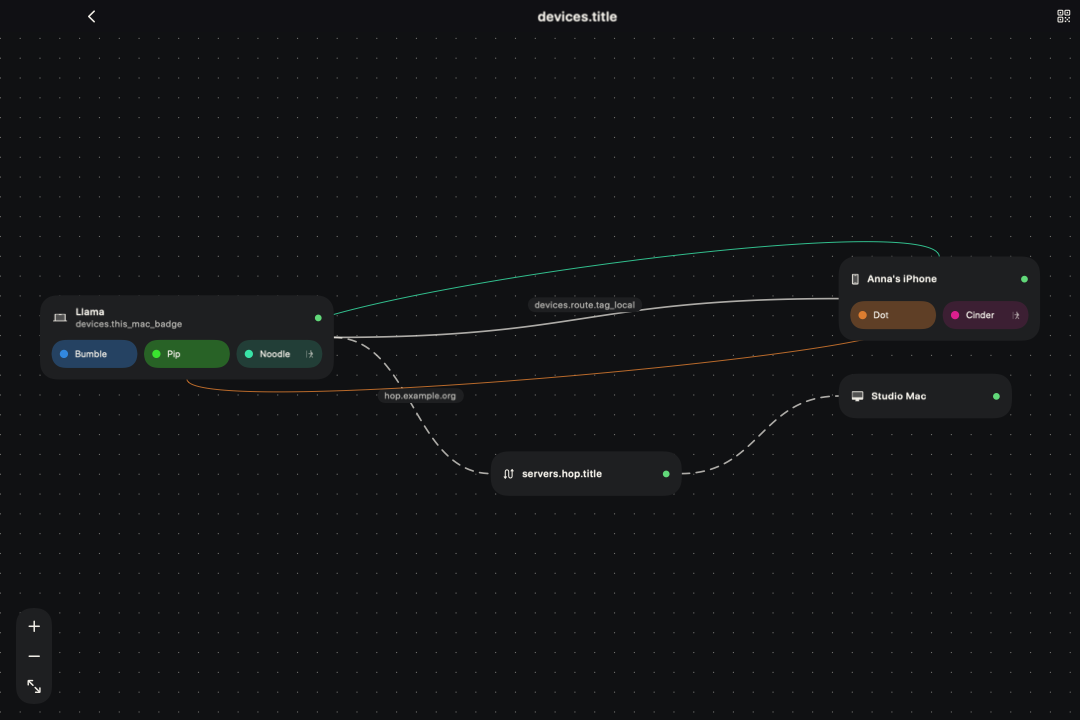 devices.title
Llama
devices.this_mac_badge
Bumble
Pip
Noodle
devices.route.tag_local
Anna's iPhone
Dot
Cinder
hop.example.org
Studio Mac
servers.hop.title